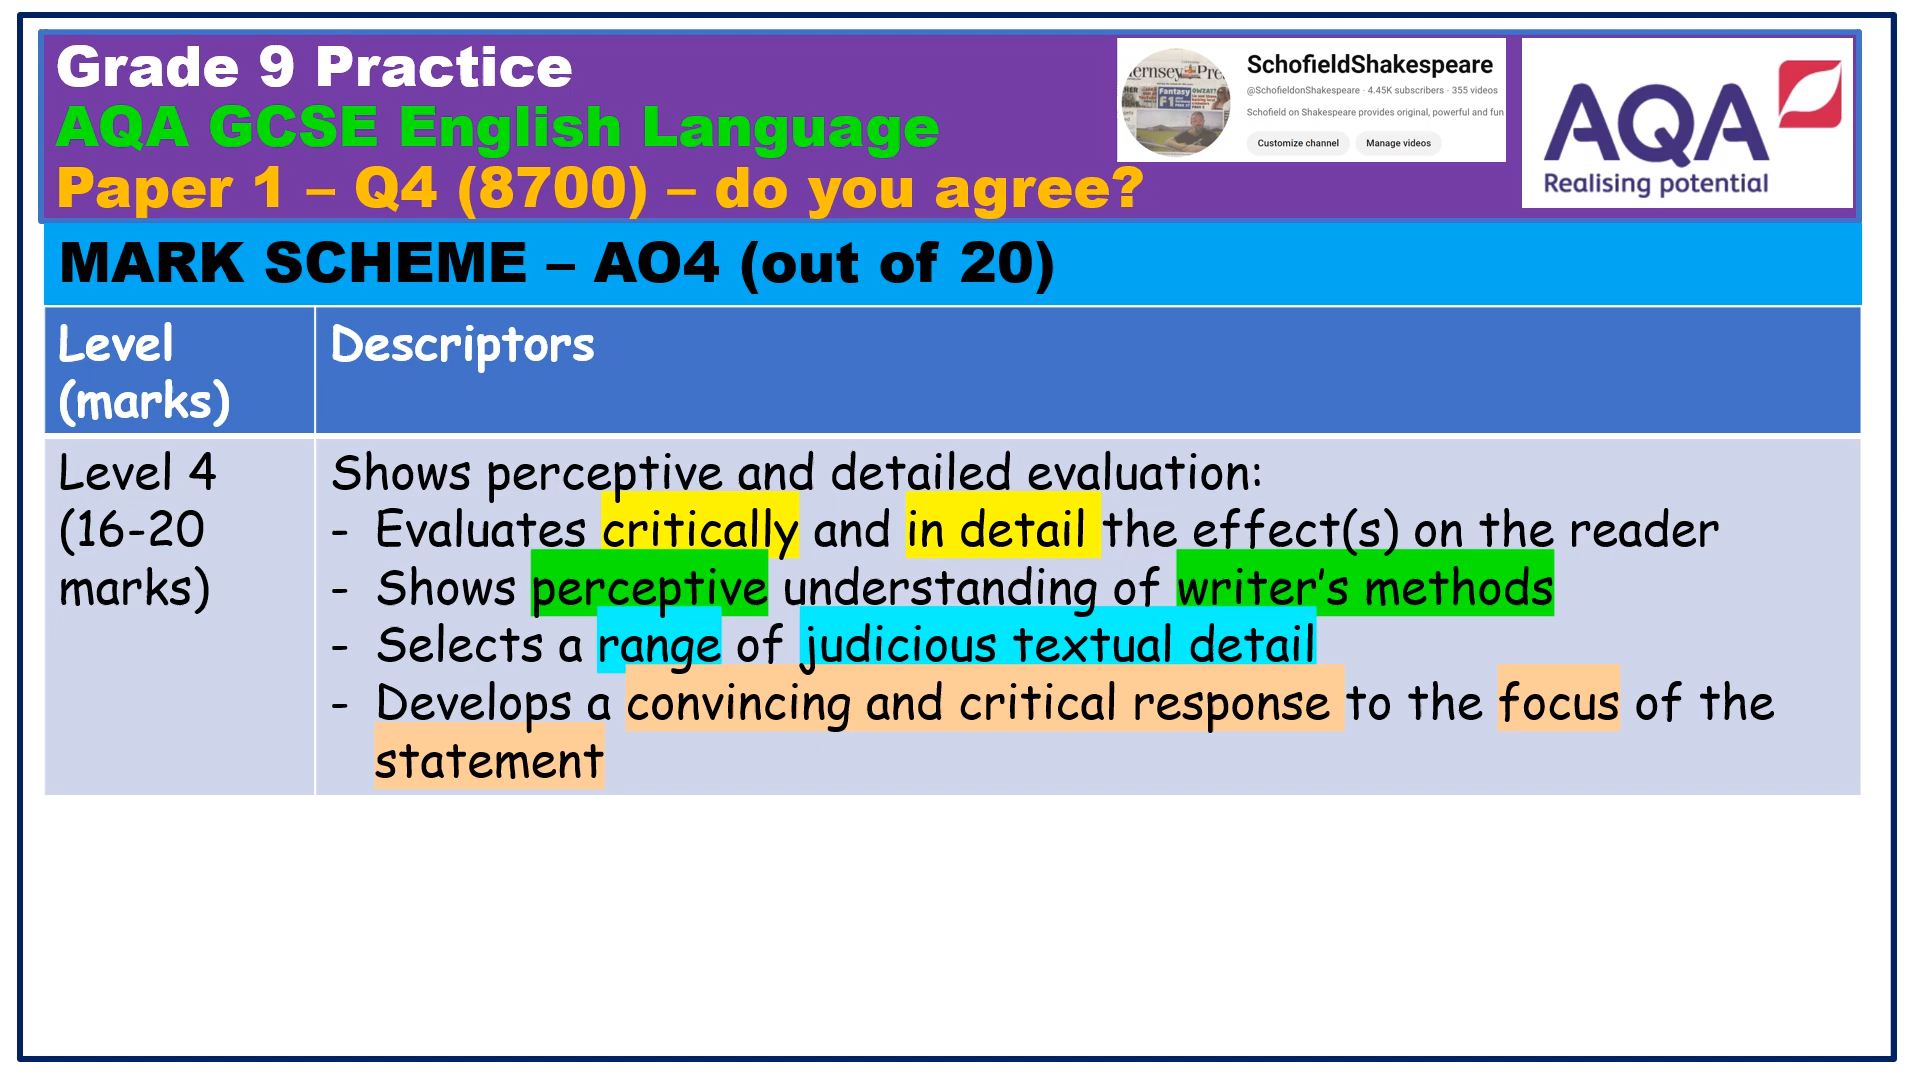 Grade 9 Practice
AQA GCSE English Language
Paper 1 – Q4 (8700) – do you agree?
SchofieldShakespeare
@SchofieldonShakespeare · 4.45K subscribers · 355 videos
Schofield on Shakespeare provides original, powerful and fun
Customize channel
Manage videos
AQA
Realising potential
MARK SCHEME – AO4 (out of 20)
Level
(marks)
Descriptors
Level 4
(16-20
marks)
Shows perceptive and detailed evaluation:
- Evaluates critically and in detail the effect(s) on the reader
- Shows perceptive understanding of writer's methods
- Selects a range of judicious textual detail
- Develops a convincing and critical response to the focus of the
statement